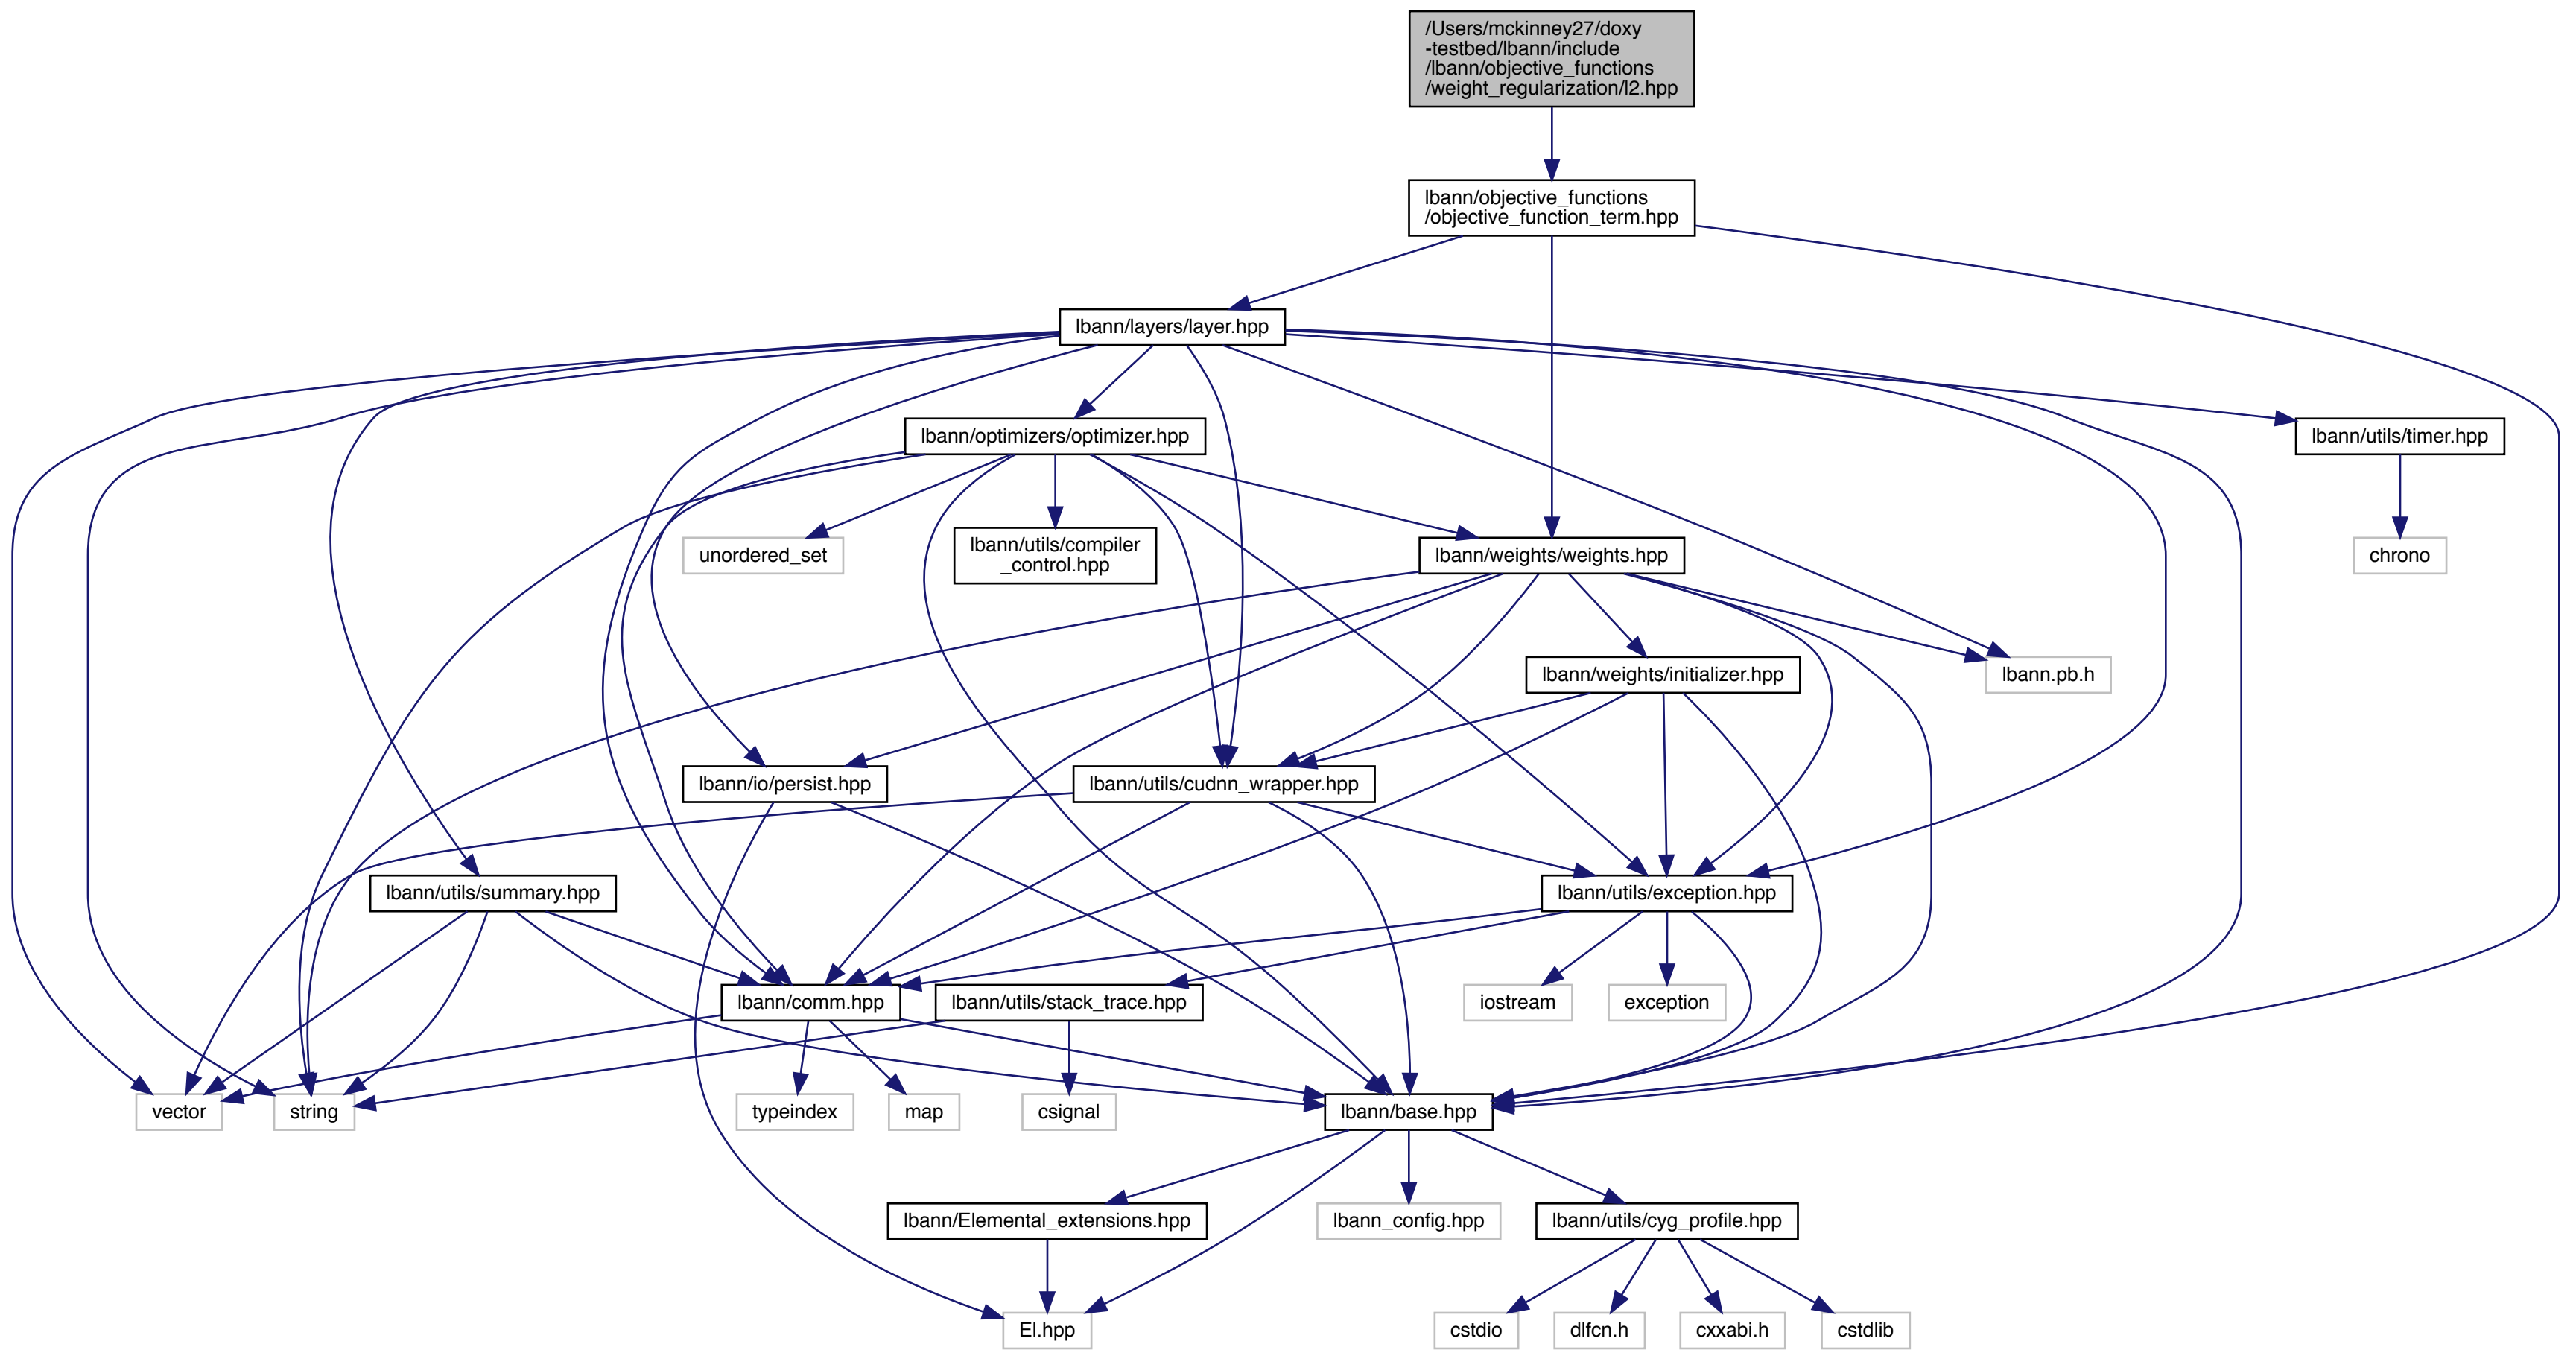 /Users/mckinney27/doxy
-testbed/lbann/include
/lbann/objective_functions
/weight_regularization/l2.hpp
lbann/objective_functions
/objective_function_term.hpp
lbann/layers/layer.hpp
lbann/optimizers/optimizer.hpp
lbann/utils/timer.hpp
unordered_set
lbann/utils/compiler
_control.hpp
lbann/weights/weights.hpp
chrono
lbann/weights/initializer.hpp
lbann.pb.h
lbann/io/persist.hpp
lbann/utils/cudnn_wrapper.hpp
lbann/utils/summary.hpp
lbann/utils/exception.hpp
lbann/comm.hpp
lbann/utils/stack_trace.hpp
iostream
exception
vector
string
typeindex
map
csignal
lbann/base.hpp
lbann/Elemental_extensions.hpp
lbann_config.hpp
lbann/utils/cyg_profile.hpp
El.hpp
cstdio
dlfcn.h
cxxabi.h
cstdlib